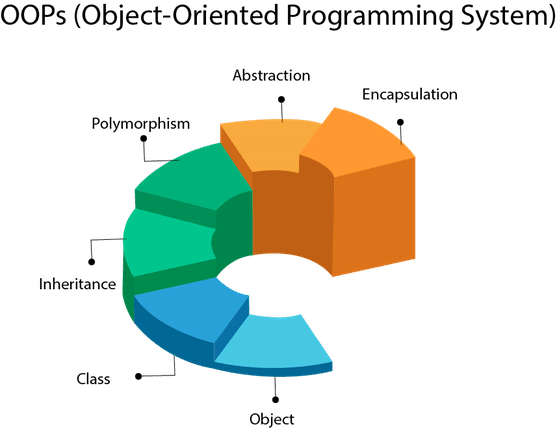 OOPs (Object-Oriented Programming System)
Abstraction
Encapsulation
Polymorphism
Inheritance
Class
Object